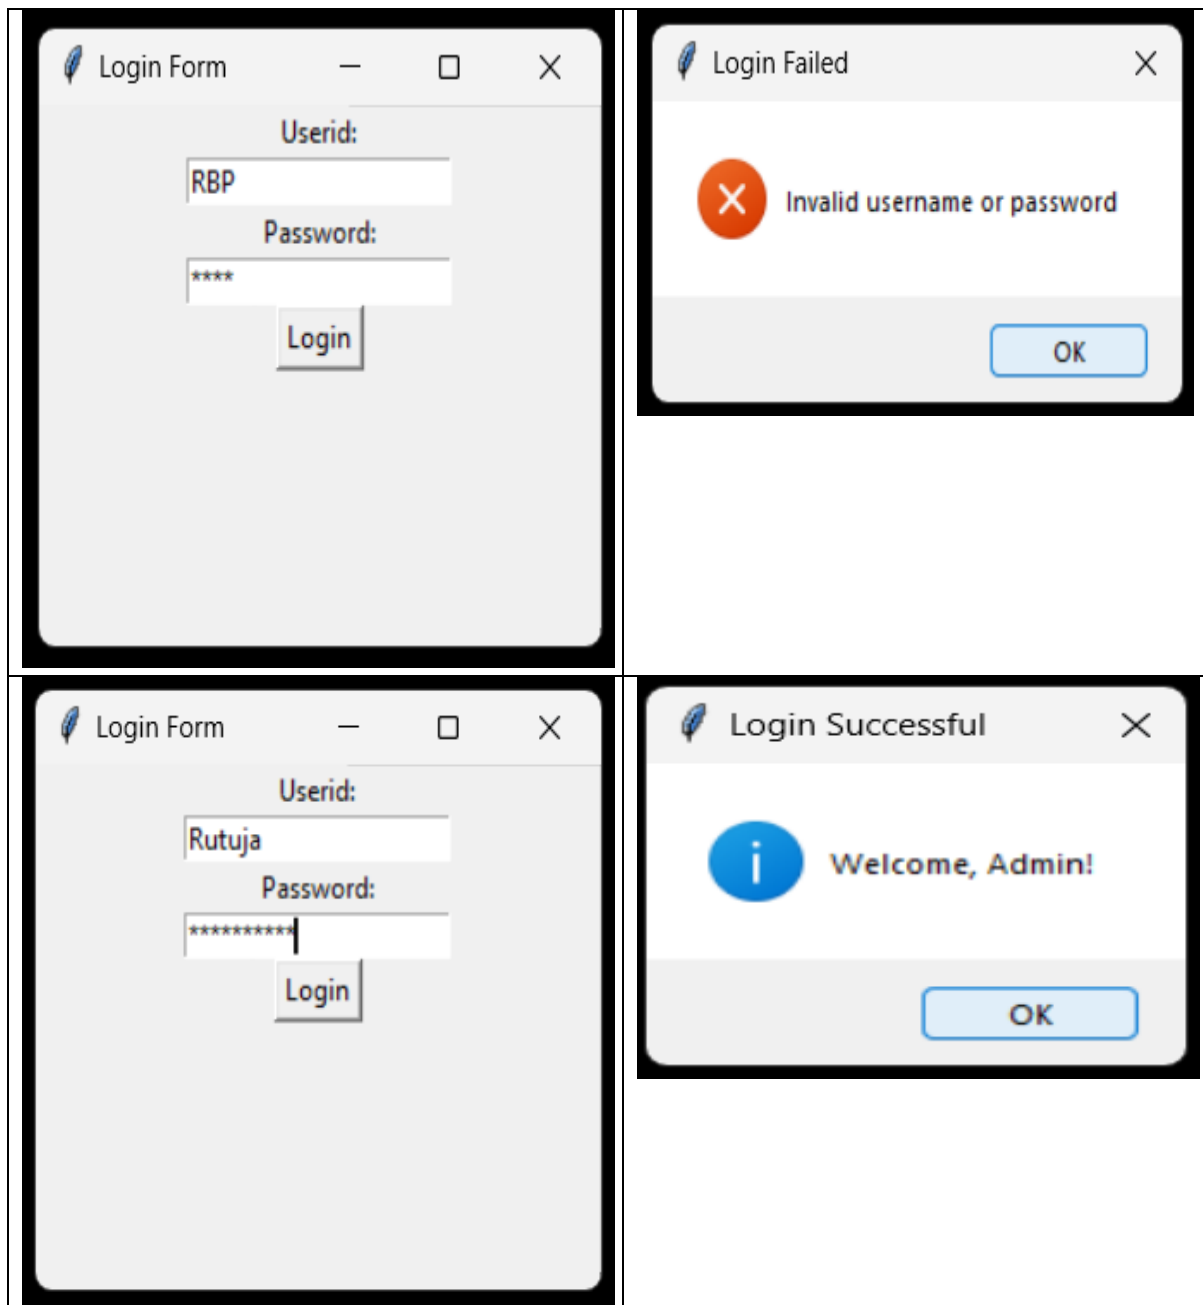 Login Form
Userid:
RBP
Password:
****
Login
Login Failed
Invalid username or password
OK
Login Form
Userid:
Rutuja
Password:
**********
Login
Login Successful
Welcome, Admin!
OK